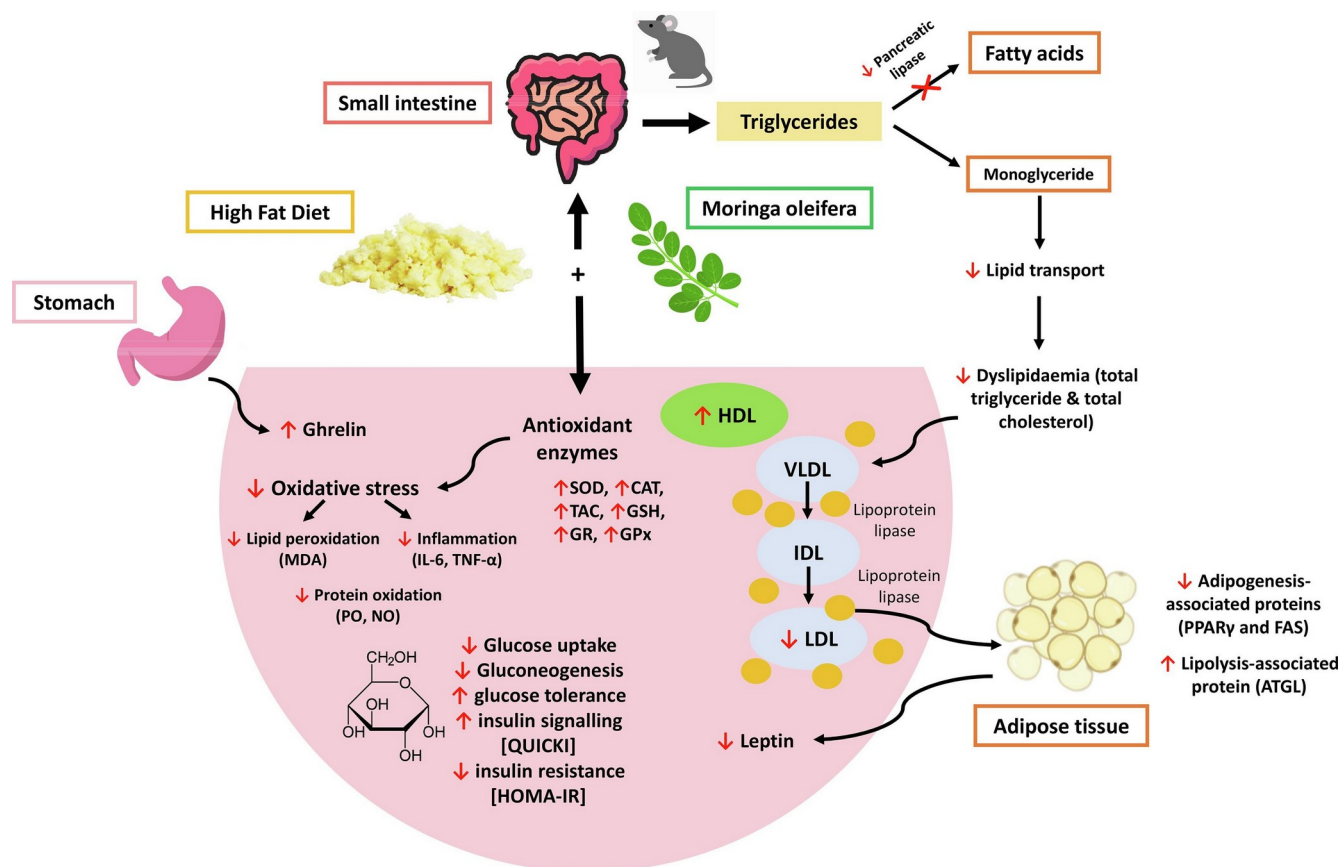 Small intestine
Triglycerides
↓ Pancreatic
lipase
Fatty acids
Monoglyceride
High Fat Diet
+
Moringa oleifera
↓ Lipid transport
Stomach
↓ Dyslipidaemia (total
triglyceride & total
cholesterol)
↑ Ghrelin
Antioxidant
enzymes
↑SOD, ↑CAT,
↑TAC, ↑GSH,
↑GR, ↑GPx
↓ Oxidative stress
↓ Lipid peroxidation
(MDA)
↓ Inflammation
(IL-6, TNF-α)
↓ Protein oxidation
(PO, NO)
↑ HDL
VLDL
Lipoprotein
lipase
IDL
Lipoprotein
lipase
↓ LDL
↓ Adipogenesis-
associated proteins
(PPARγ and FAS)
↑ Lipolysis-associated
protein (ATGL)
Adipose tissue
↓ Leptin
CH₂OH
O
OH
OH
OH
OH
↓ Glucose uptake
↓ Gluconeogenesis
↑ glucose tolerance
↑ insulin signalling
[QUICKI]
↓ insulin resistance
[HOMA-IR]